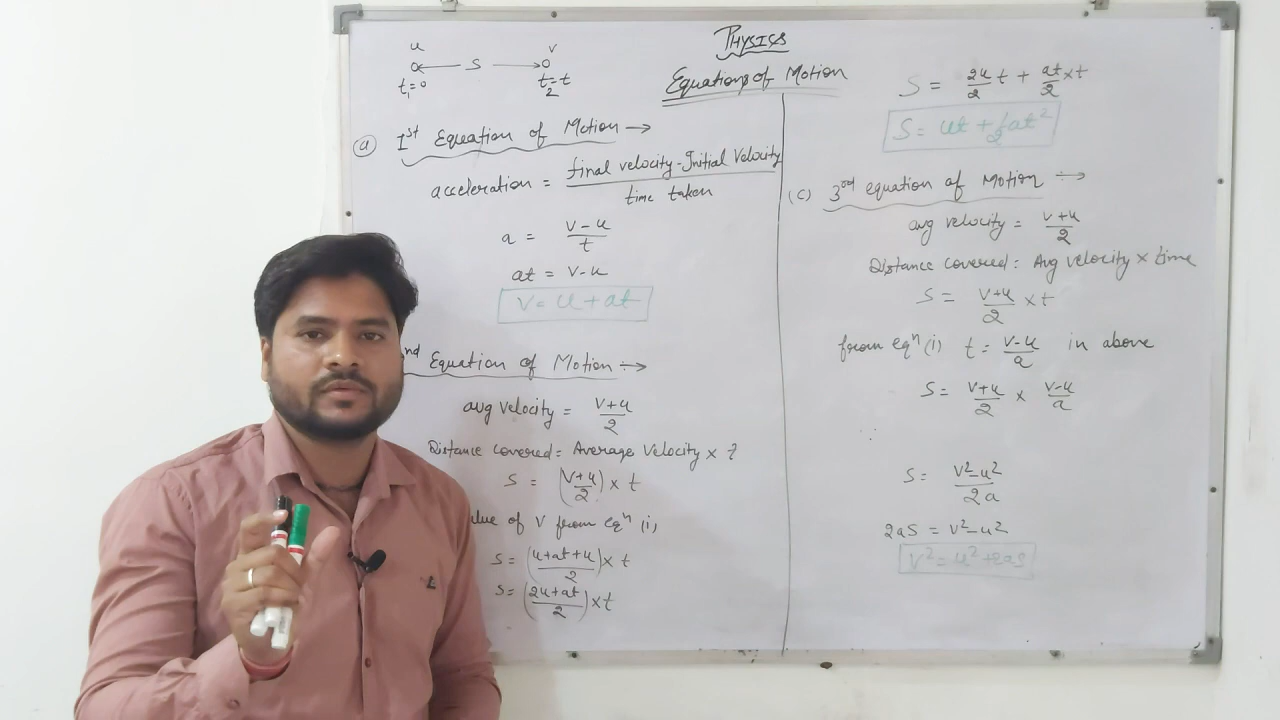 PHYSICS
Equations of Motion
u S v
t₁=0 t₂=t
(a) Iˢᵗ Equation of Motion →
acceleration = final velocity - Initial Velocity / time taken
a = v-u / t
at = v-u
v = u + at
nd Equation of Motion →
avg velocity = v+u / 2
Distance covered = Average Velocity × t
S = (v+u / 2) × t
lue of v from eqⁿ (i)
S = (u+at+u / 2) × t
S = (2u+at / 2) × t
S = 2u/2 t + at/2 × t
S = ut + 1/2 at²
(c) 3rd equation of Motion →
avg velocity = v+u / 2
Distance covered = Avg velocity × time
S = v+u / 2 × t
from eqⁿ (i) t = v-u / a in above
S = v+u / 2 × v-u / a
S = v²-u² / 2a
2aS = v²-u²
v² = u²+2as